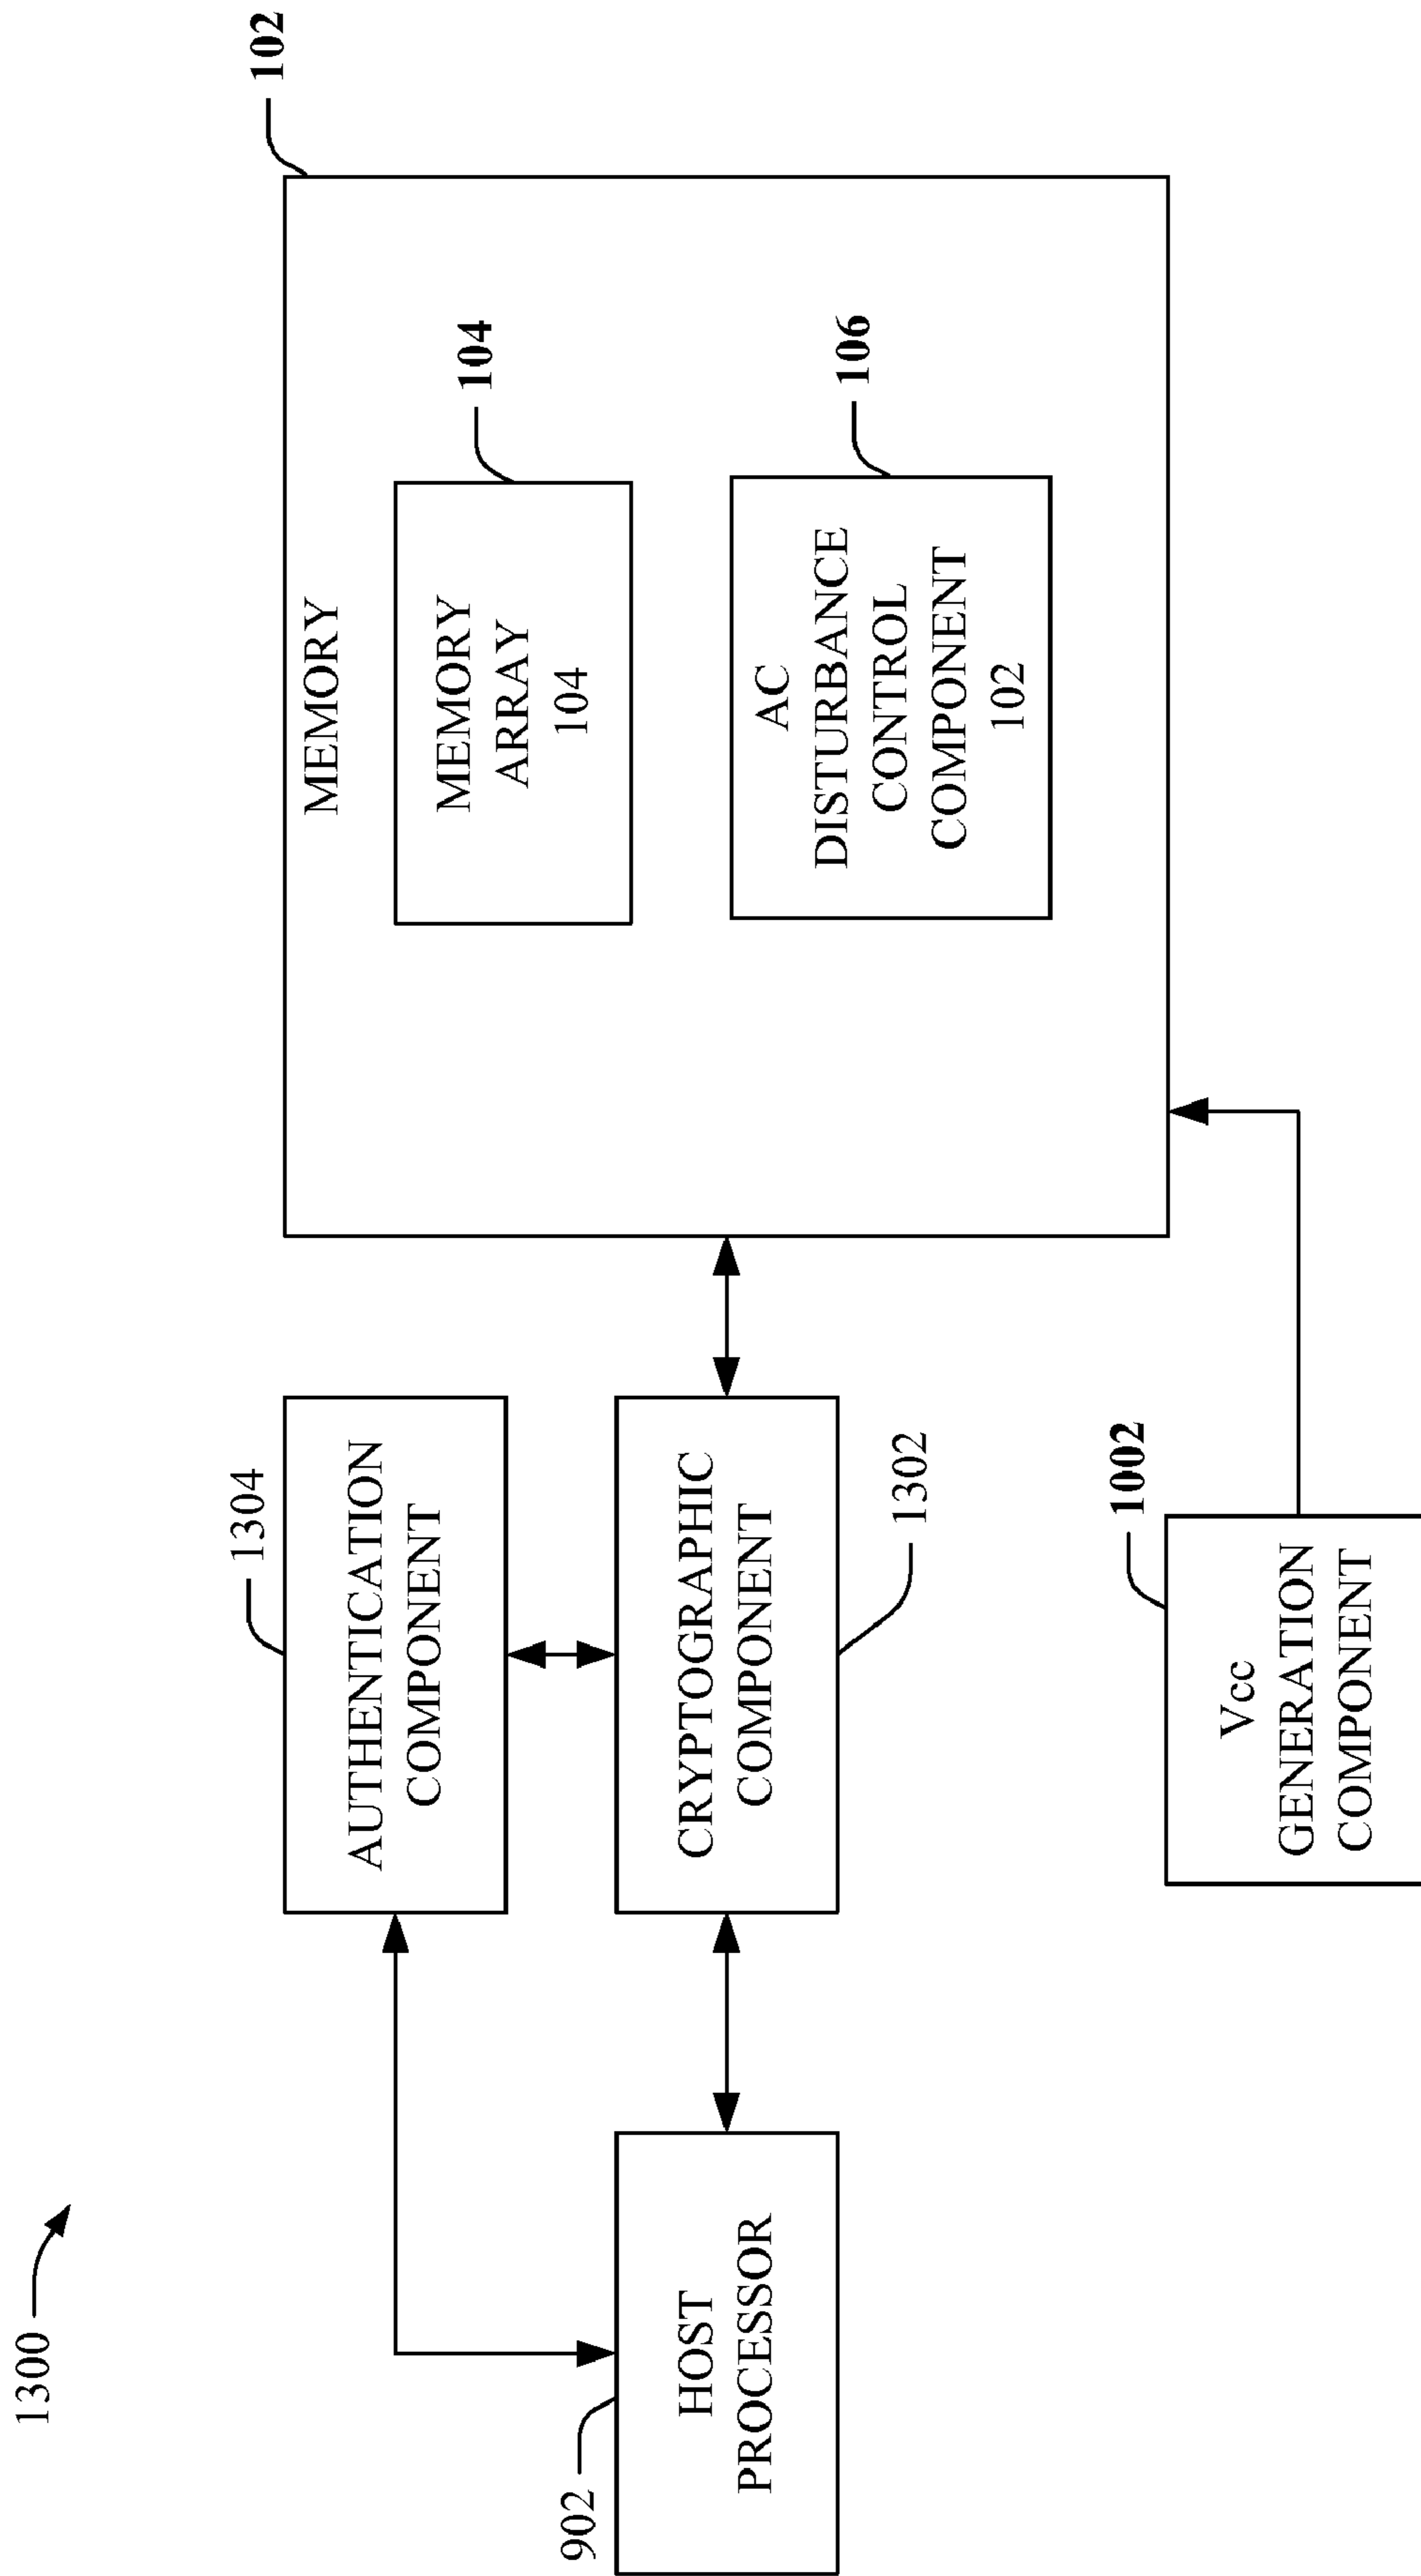 1300
102
MEMORY
104
MEMORY
ARRAY
104
106
AC
DISTURBANCE
CONTROL
COMPONENT
102
1304
AUTHENTICATION
COMPONENT
CRYPTOGRAPHIC
COMPONENT
1302
902
HOST
PROCESSOR
1002
Vcc
GENERATION
COMPONENT